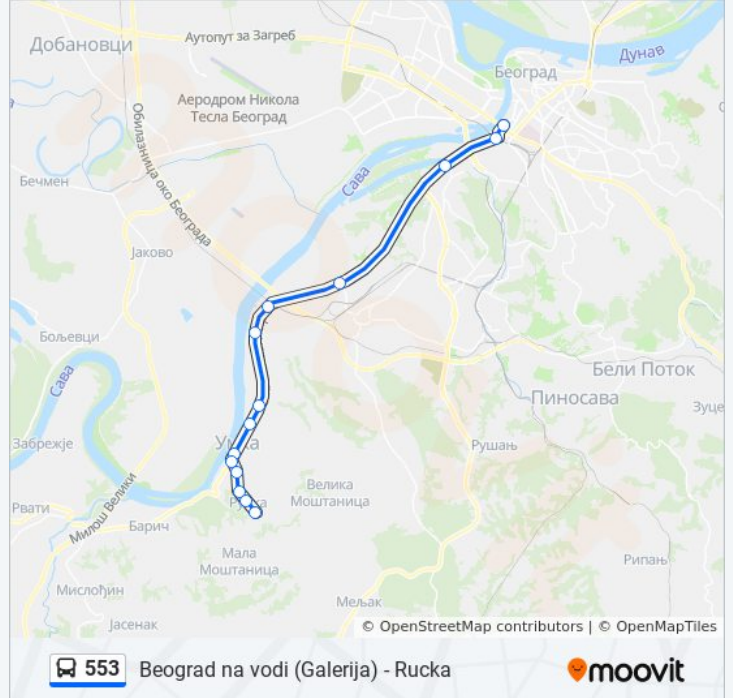 Добановци
Аутопут за Загреб
Дунав
Београд
Аеродром Никола
Тесла Београд
Обилазница око Београда
Бечмен
Сава
Јаково
Бољевци
Сава
Бели Поток
Пиносава
Зуце
Забрежје
Умка
Рушањ
Велика
Моштаница
Рвати
Милош Велики
Барич
Мала
Моштаница
Рипањ
Мислођин
Мељак
Јасенак
© OpenStreetMap contributors | © OpenMapTiles
553 Beograd na vodi (Galerija) - Rucka
moovit